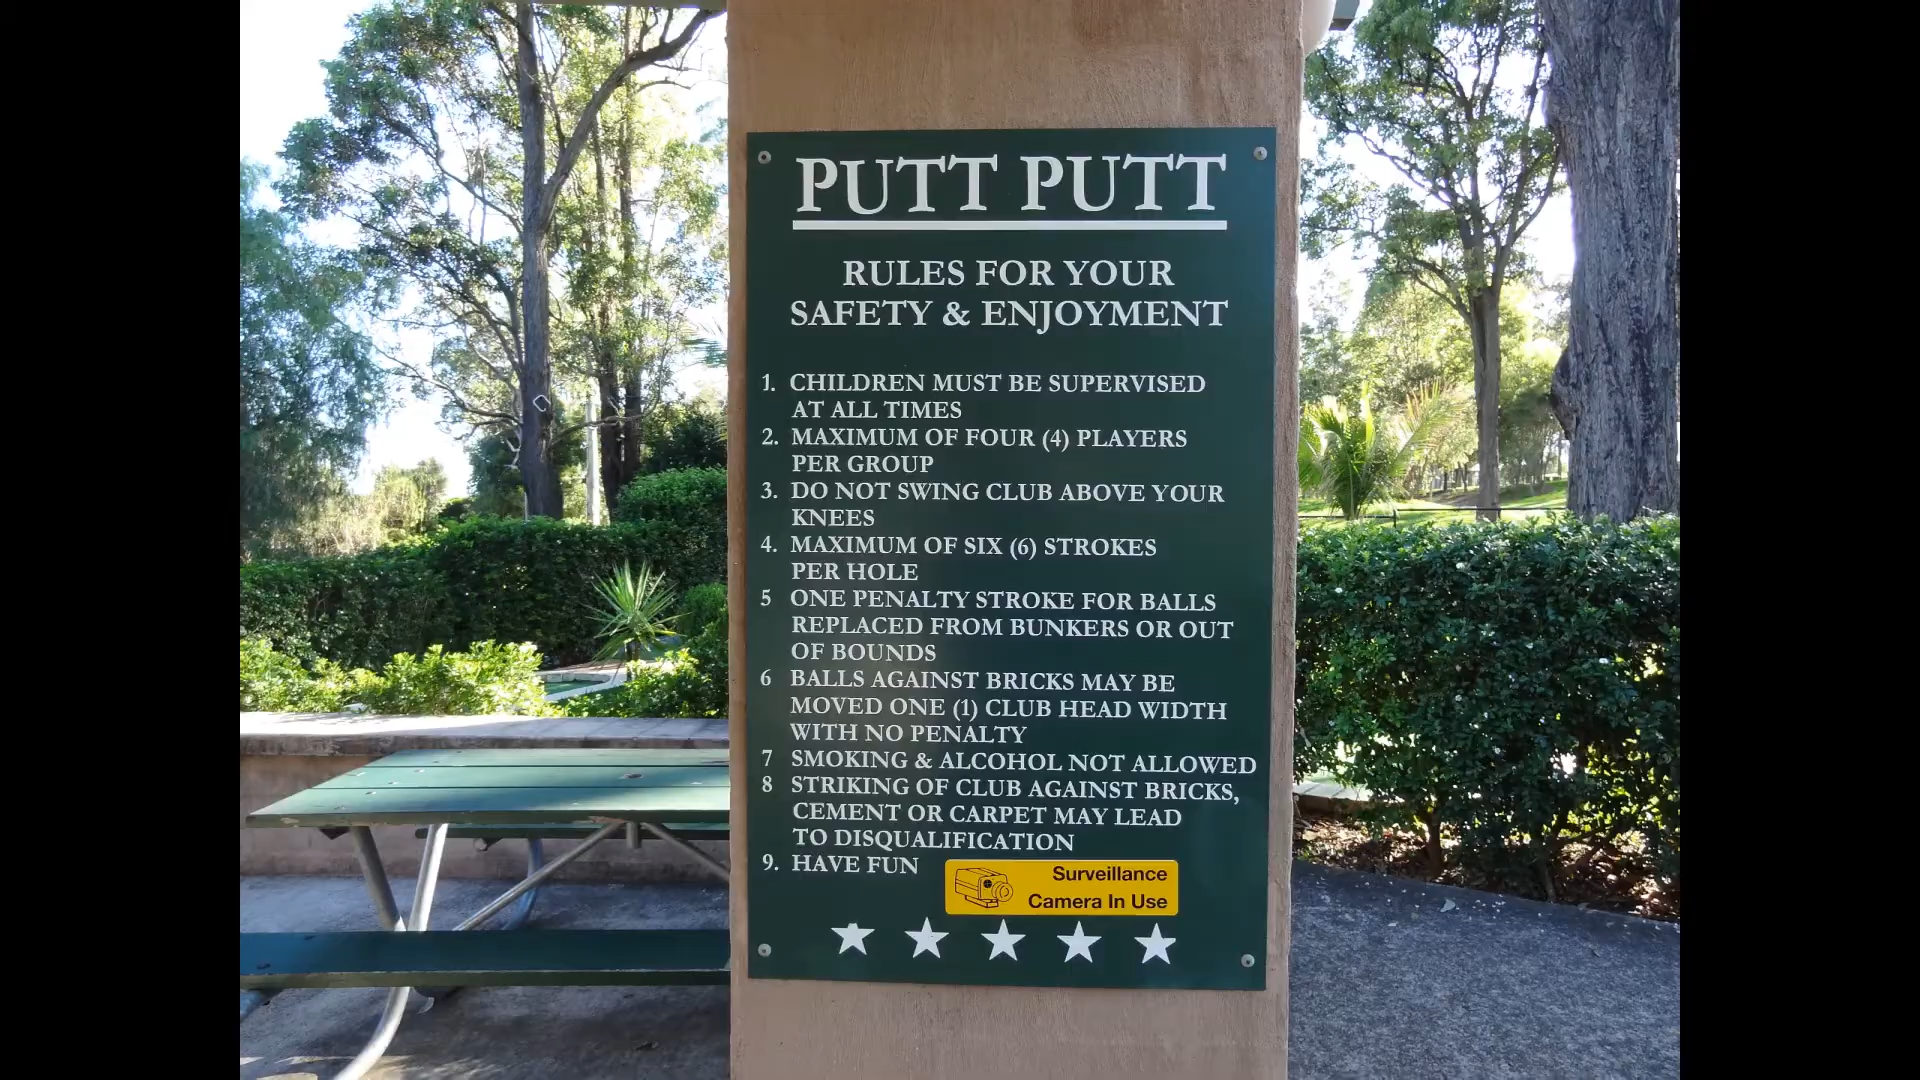 PUTT PUTT
RULES FOR YOUR
SAFETY & ENJOYMENT
1. CHILDREN MUST BE SUPERVISED
AT ALL TIMES
2. MAXIMUM OF FOUR (4) PLAYERS
PER GROUP
3. DO NOT SWING CLUB ABOVE YOUR
KNEES
4. MAXIMUM OF SIX (6) STROKES
PER HOLE
5 ONE PENALTY STROKE FOR BALLS
REPLACED FROM BUNKERS OR OUT
OF BOUNDS
6 BALLS AGAINST BRICKS MAY BE
MOVED ONE (1) CLUB HEAD WIDTH
WITH NO PENALTY
7 SMOKING & ALCOHOL NOT ALLOWED
8 STRIKING OF CLUB AGAINST BRICKS,
CEMENT OR CARPET MAY LEAD
TO DISQUALIFICATION
9. HAVE FUN
Surveillance
Camera In Use